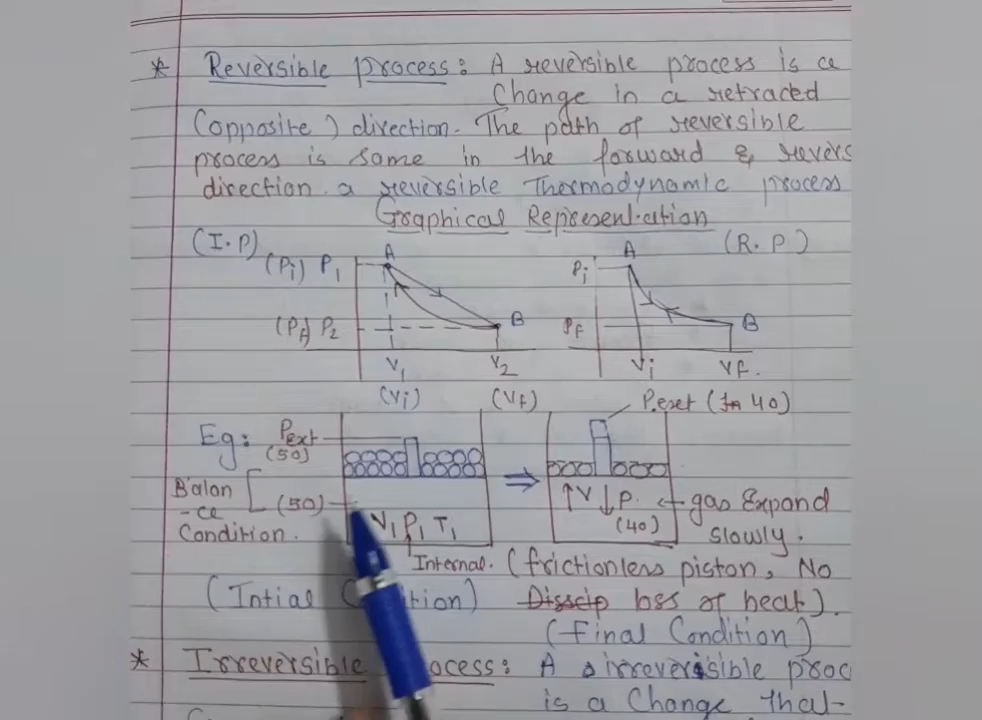 * Reversible process: A reversible process is a
Change in a retraced
(opposite) direction. The path of reversible
process is same in the forward & revers
direction. a reversible Thermodynamic process
Graphical Representation
(I.P) (Pi) P1 A
(Pf) P2 B
V1 V2
(Vi) (Vf)
(R.P)
Pi A
Pf B
Vi Vf.
Eg: Pext
(50)
Balan
-ce
Condition.
(50)
V1 P1 T1
Internal.
(Intial
ition)
P.ext (40)
↑V ↓P. ← gas Expand
(40) slowly.
(frictionless piston, No
Dissip loss of heat).
(Final Condition)
* Irreversible ocess: A irreversible proc
is a Change that-